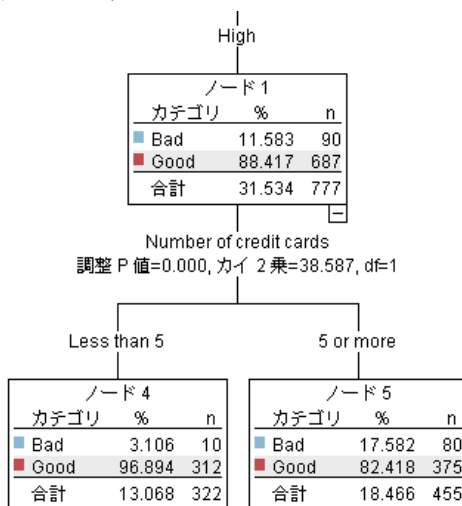 High
ノード 1
カテゴリ % n
Bad 11.583 90
Good 88.417 687
合計 31.534 777
Number of credit cards
調整 P 値=0.000, カイ 2 乗=38.587, df=1
Less than 5
5 or more
ノード 4
カテゴリ % n
Bad 3.106 10
Good 96.894 312
合計 13.068 322
ノード 5
カテゴリ % n
Bad 17.582 80
Good 82.418 375
合計 18.466 455